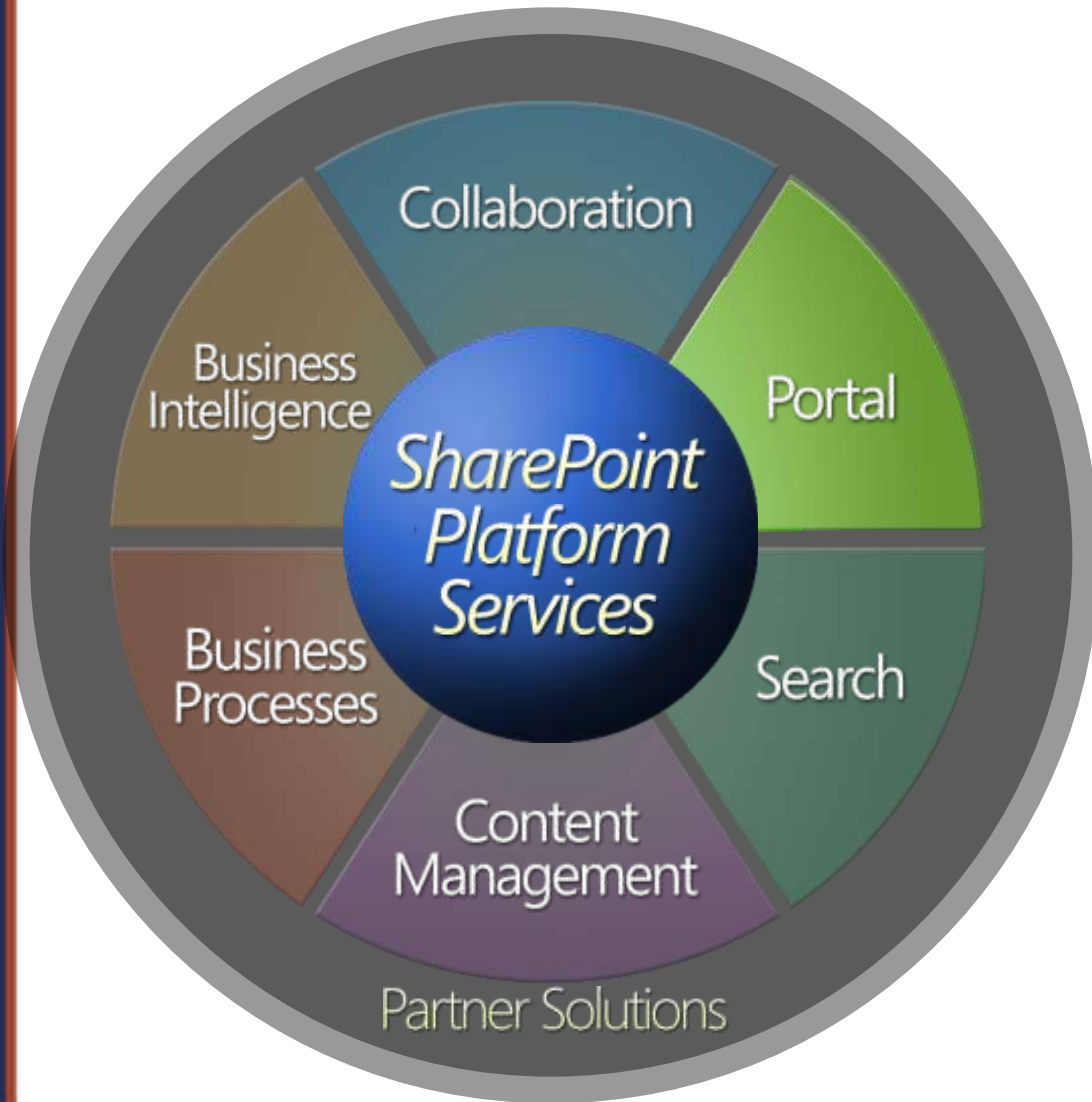 Collaboration
Business
Intelligence
Portal
SharePoint
Platform
Services
Business
Processes
Search
Content
Management
Partner Solutions